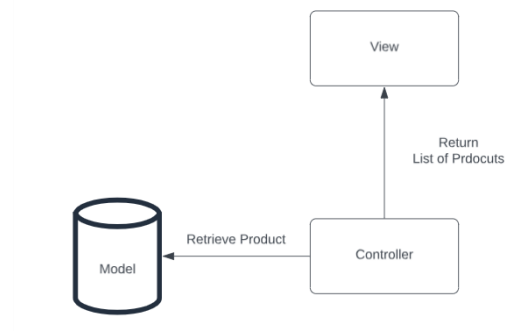 View
Return
List of Prdocuts
Retrieve Product
Controller
Model